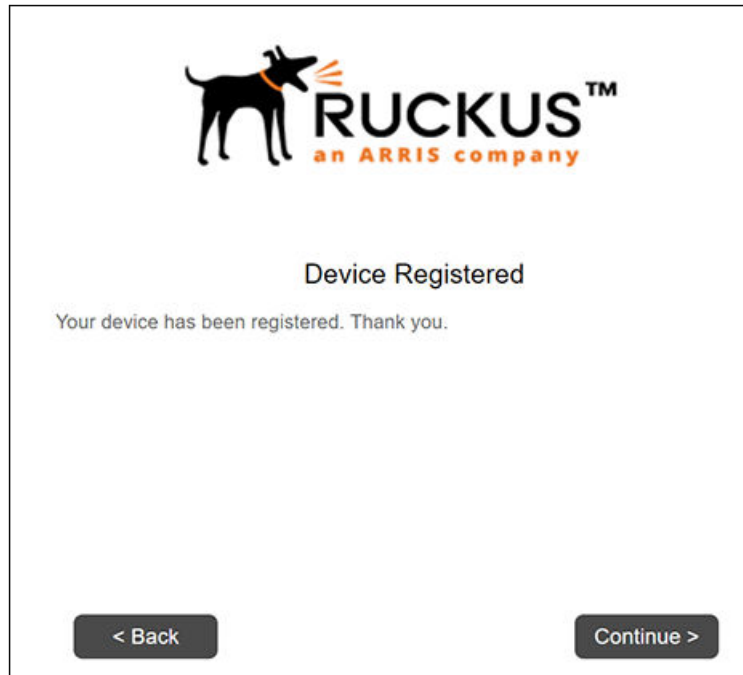 RUCKUS™
an ARRIS company
Device Registered
Your device has been registered. Thank you.
< Back
Continue >